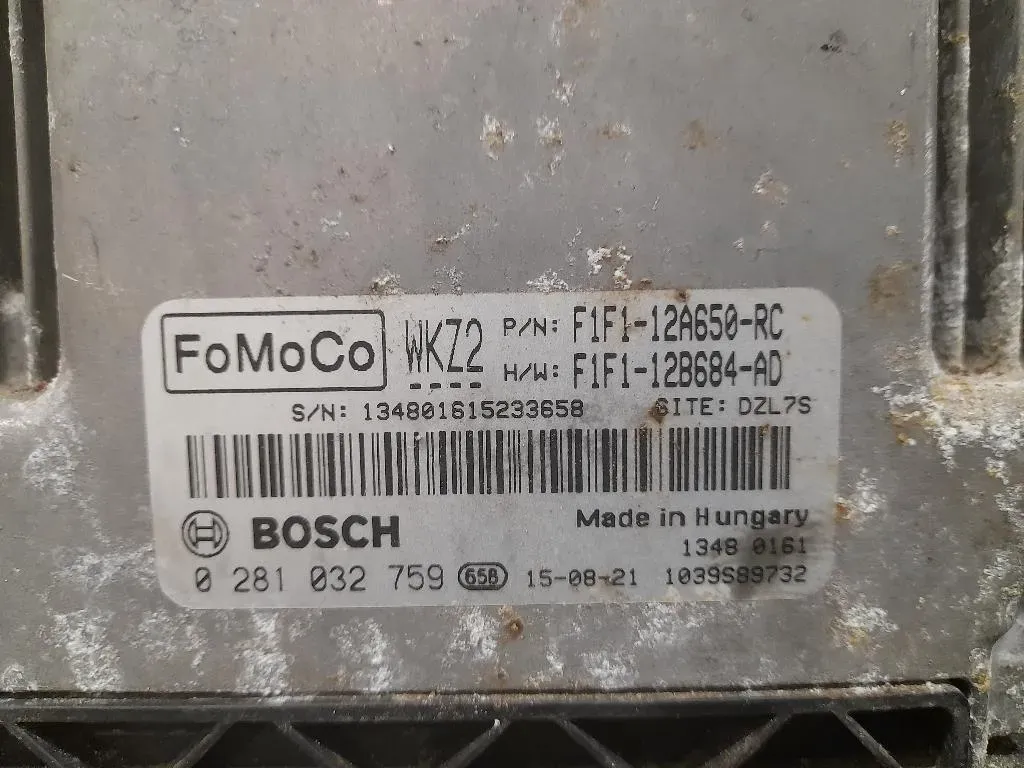 FoMoCo WKZ2 P/N: F1F1-12A650-RC
H/W: F1F1-12B684-AD
S/N: 134801615233658 SITE: DZL7S
BOSCH Made in Hungary
1348 0161
0 281 032 759 65B 15-08-21 1039S89732